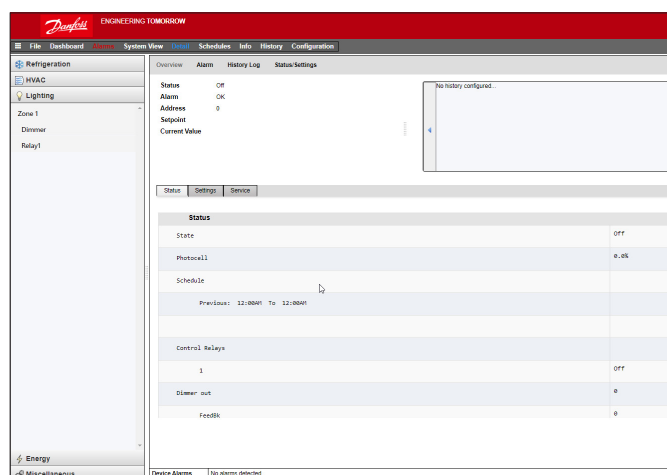 Danfoss ENGINEERING TOMORROW
File Dashboard Alarms System View Detail Schedules Info History Configuration
Refrigeration
HVAC
Lighting
Zone 1
Dimmer
Relay1
Energy
Miscellaneous
Overview Alarm History Log Status/Settings
Status Off
Alarm OK
Address 0
Setpoint
Current Value
No history configured...
Status Settings Service
Status
State Off
Photocell 0.0%
Schedule
Previous: 12:00AM To 12:00AM
Control Relays
1 Off
Dimmer out 0
FeedBk 0
Device Alarms No alarms detected